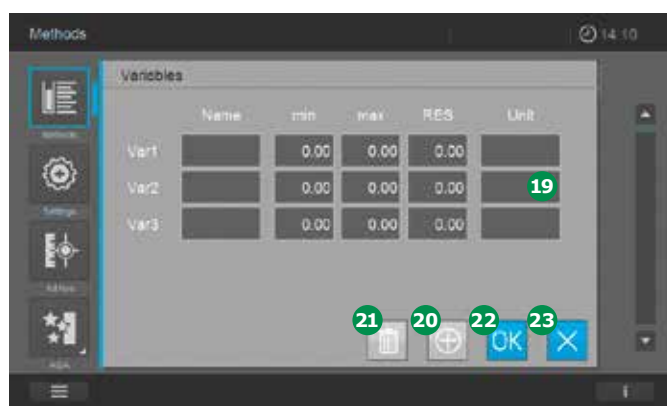 Methods 14:10
Variables
Name min max RES Unit
Var1 0.00 0.00 0.00
Var2 0.00 0.00 0.00 19
Var3 0.00 0.00 0.00
Settings
21 20 22 23
OK